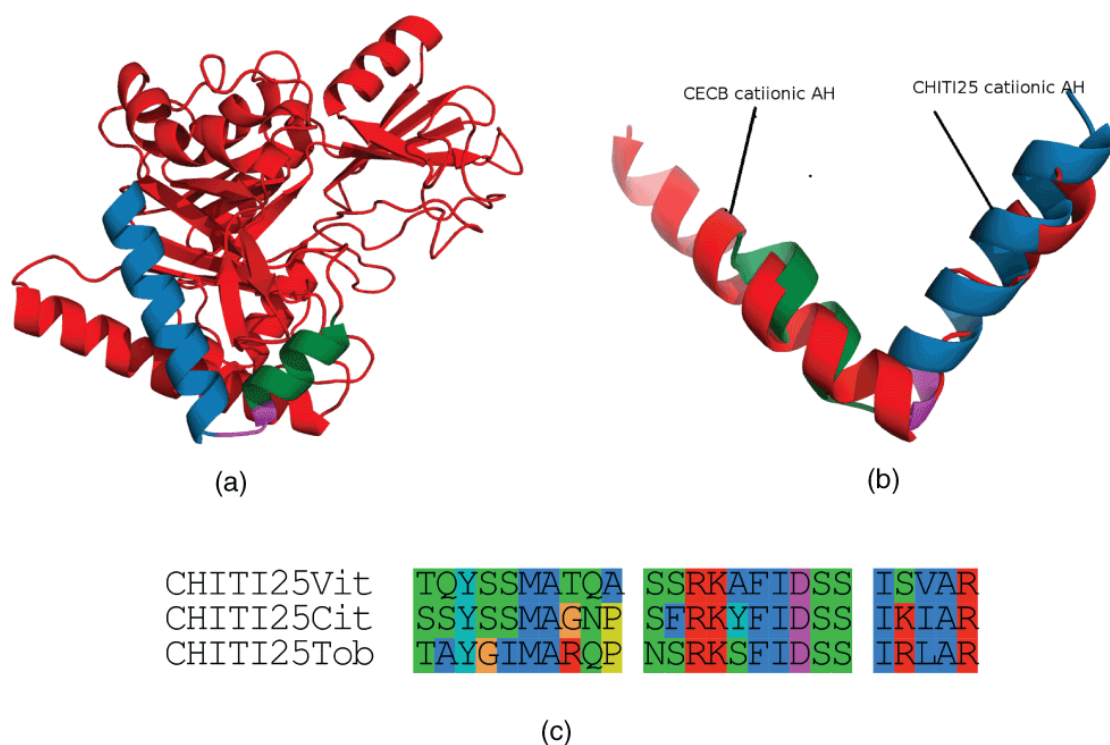 CECB catiionic AH
CHITI25 catiionic AH
(a)
(b)
CHITI25Vit TQYSSMATQA SSRKAFIDSS ISVAR
CHITI25Cit SSYSSMAGNP SFRKYFIDSS IKIAR
CHITI25Tob TAYGIMARQP NSRKSFIDSS IRLAR
(c)